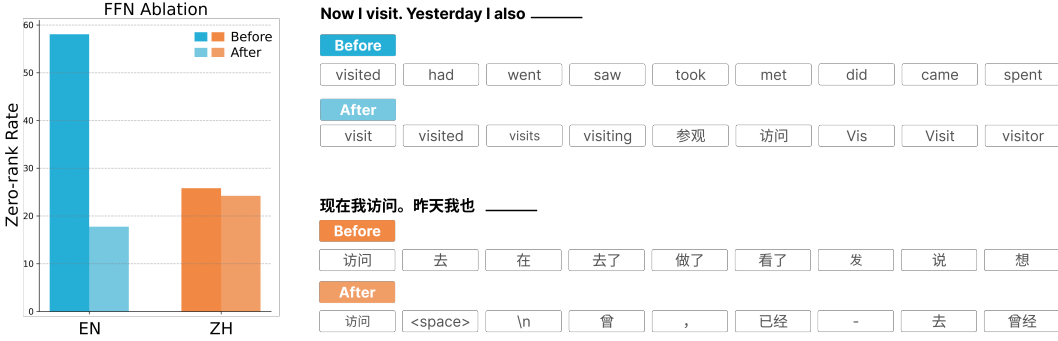 FFN Ablation
Zero-rank Rate
60
50
40
30
20
10
0
Before
After
EN
ZH
Now I visit. Yesterday I also ______
Before
visited had went saw took met did came spent
After
visit visited visits visiting 参观 访问 Vis Visit visitor
现在我访问。昨天我也 ______
Before
访问 去 在 去了 做了 看了 发 说 想
After
访问 <space> \n 曾 , 已经 - 去 曾经